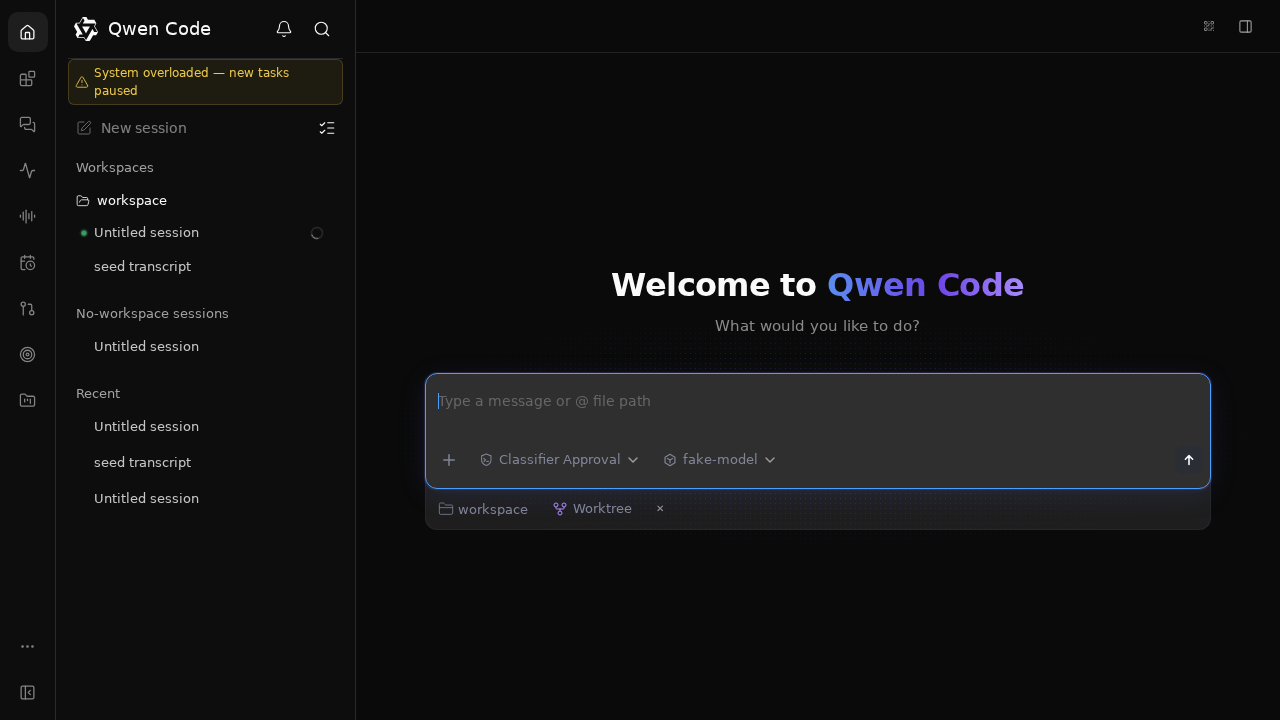 Qwen Code
System overloaded — new tasks
paused
New session
Workspaces
workspace
Untitled session
seed transcript
No-workspace sessions
Untitled session
Recent
Untitled session
seed transcript
Untitled session
Welcome to Qwen Code
What would you like to do?
Type a message or @ file path
Classifier Approval
fake-model
workspace
Worktree
×